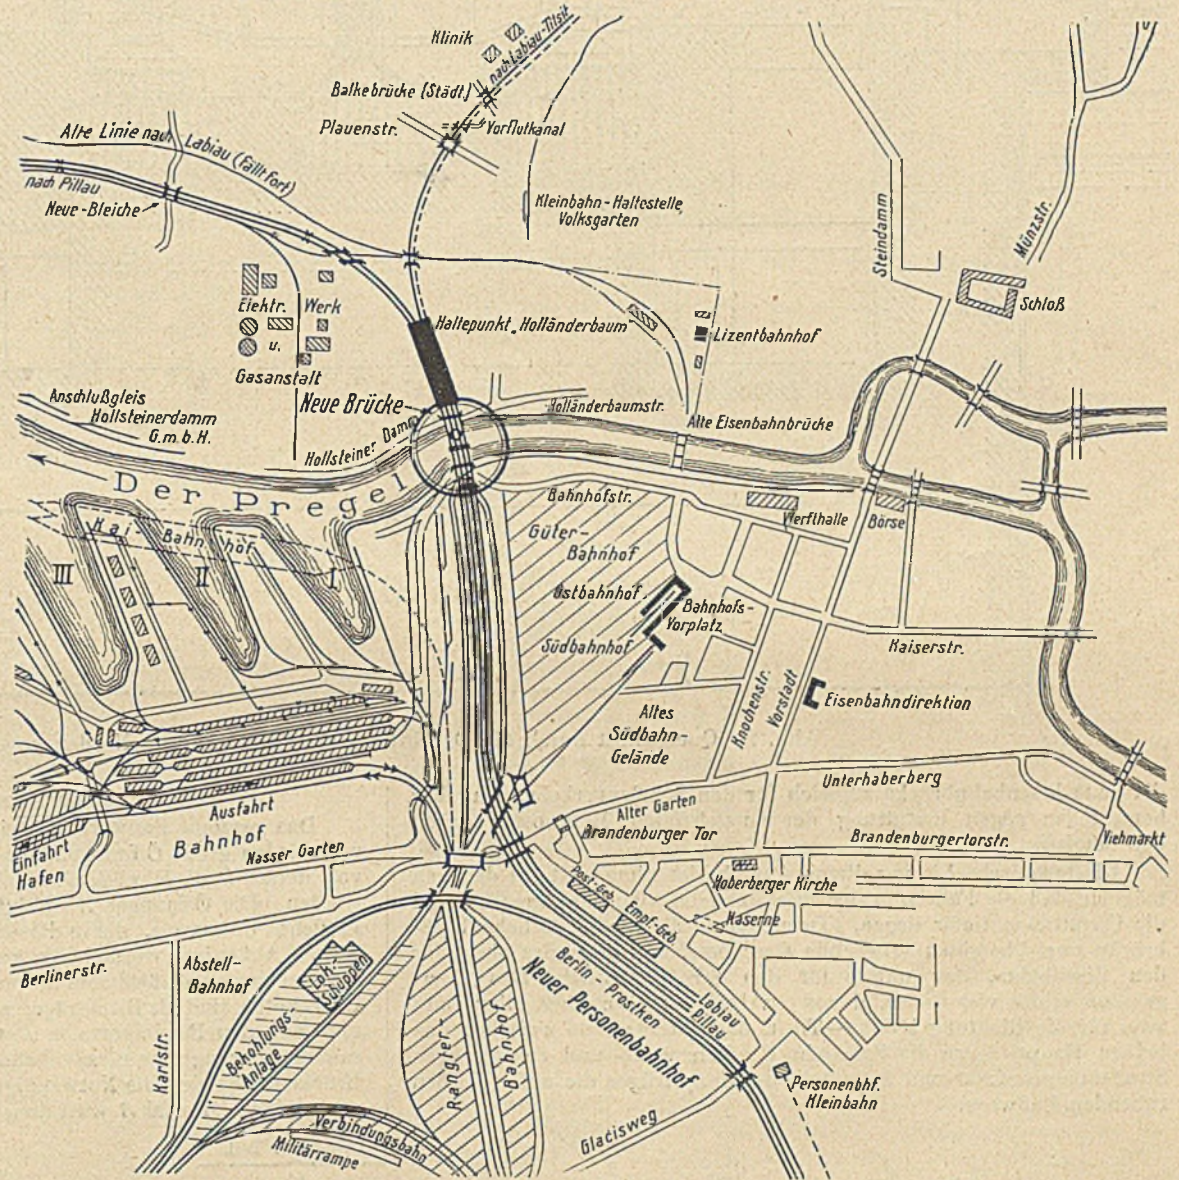 Klinik
nach Labiau-Tilsit
Balkebrücke (Städt.)
Plauenstr.
Vorflutkanal
Alte Linie nach Labiau (fällt fort)
nach Pillau
Neue-Bleiche
Kleinbahn-Haltestelle
Volksgarten
Steindamm
Münzstr.
Schloß
Elektr. Werk
u.
Gasanstalt
Haltepunkt „Holländerbaum"
Lizentbahnhof
Anschlußgleis
Hollsteinerdamm
G.m.b.H.
Neue Brücke
Holländerbaumstr.
Alte Eisenbahnbrücke
Hollsteiner Damm
Der Pregel
Bahnhofstr.
Werfthalle
Börse
Kai-Bahnhof
III
II
I
Güter-
Bahnhof
Ostbahnhof
Bahnhofs-
Vorplatz
Südbahnhof
Kaiserstr.
Knochenstr.
Vorstadt
Eisenbahndirektion
Altes
Südbahn-
Gelände
Unterhaberberg
Ausfahrt
Bahnhof
Einfahrt
Hafen
Nasser Garten
Alter Garten
Brandenburger Tor
Brandenburgertorstr.
Viehmarkt
Haberberger Kirche
Post-Geb.
Empf.-Geb.
Kaserne
Berlinerstr.
Abstell-
Bahnhof
Lok.-
Schuppen
Berlin-Prostken
Neuer Personenbahnhof
Labiau
Pillau
Karlstr.
Bekohlungs-
Anlage
Rangier-
Bahnhof
Personenbhf.
Kleinbahn
Glacisweg
Verbindungsbahn
Militärrampe